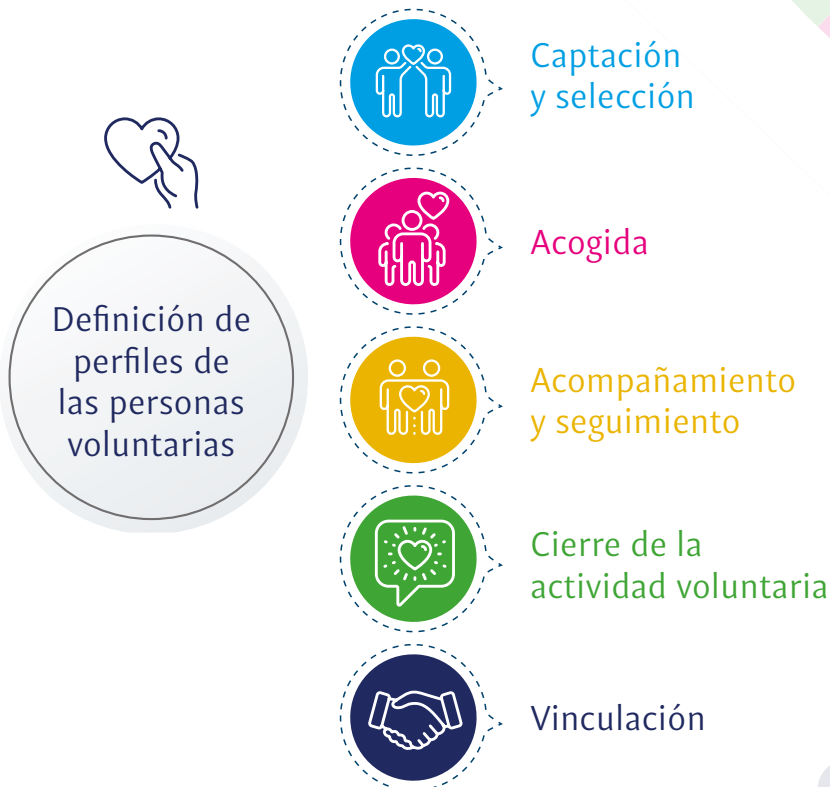 Definición de
perfiles de
las personas
voluntarias
Captación
y selección
Acogida
Acompañamiento
y seguimiento
Cierre de la
actividad voluntaria
Vinculación